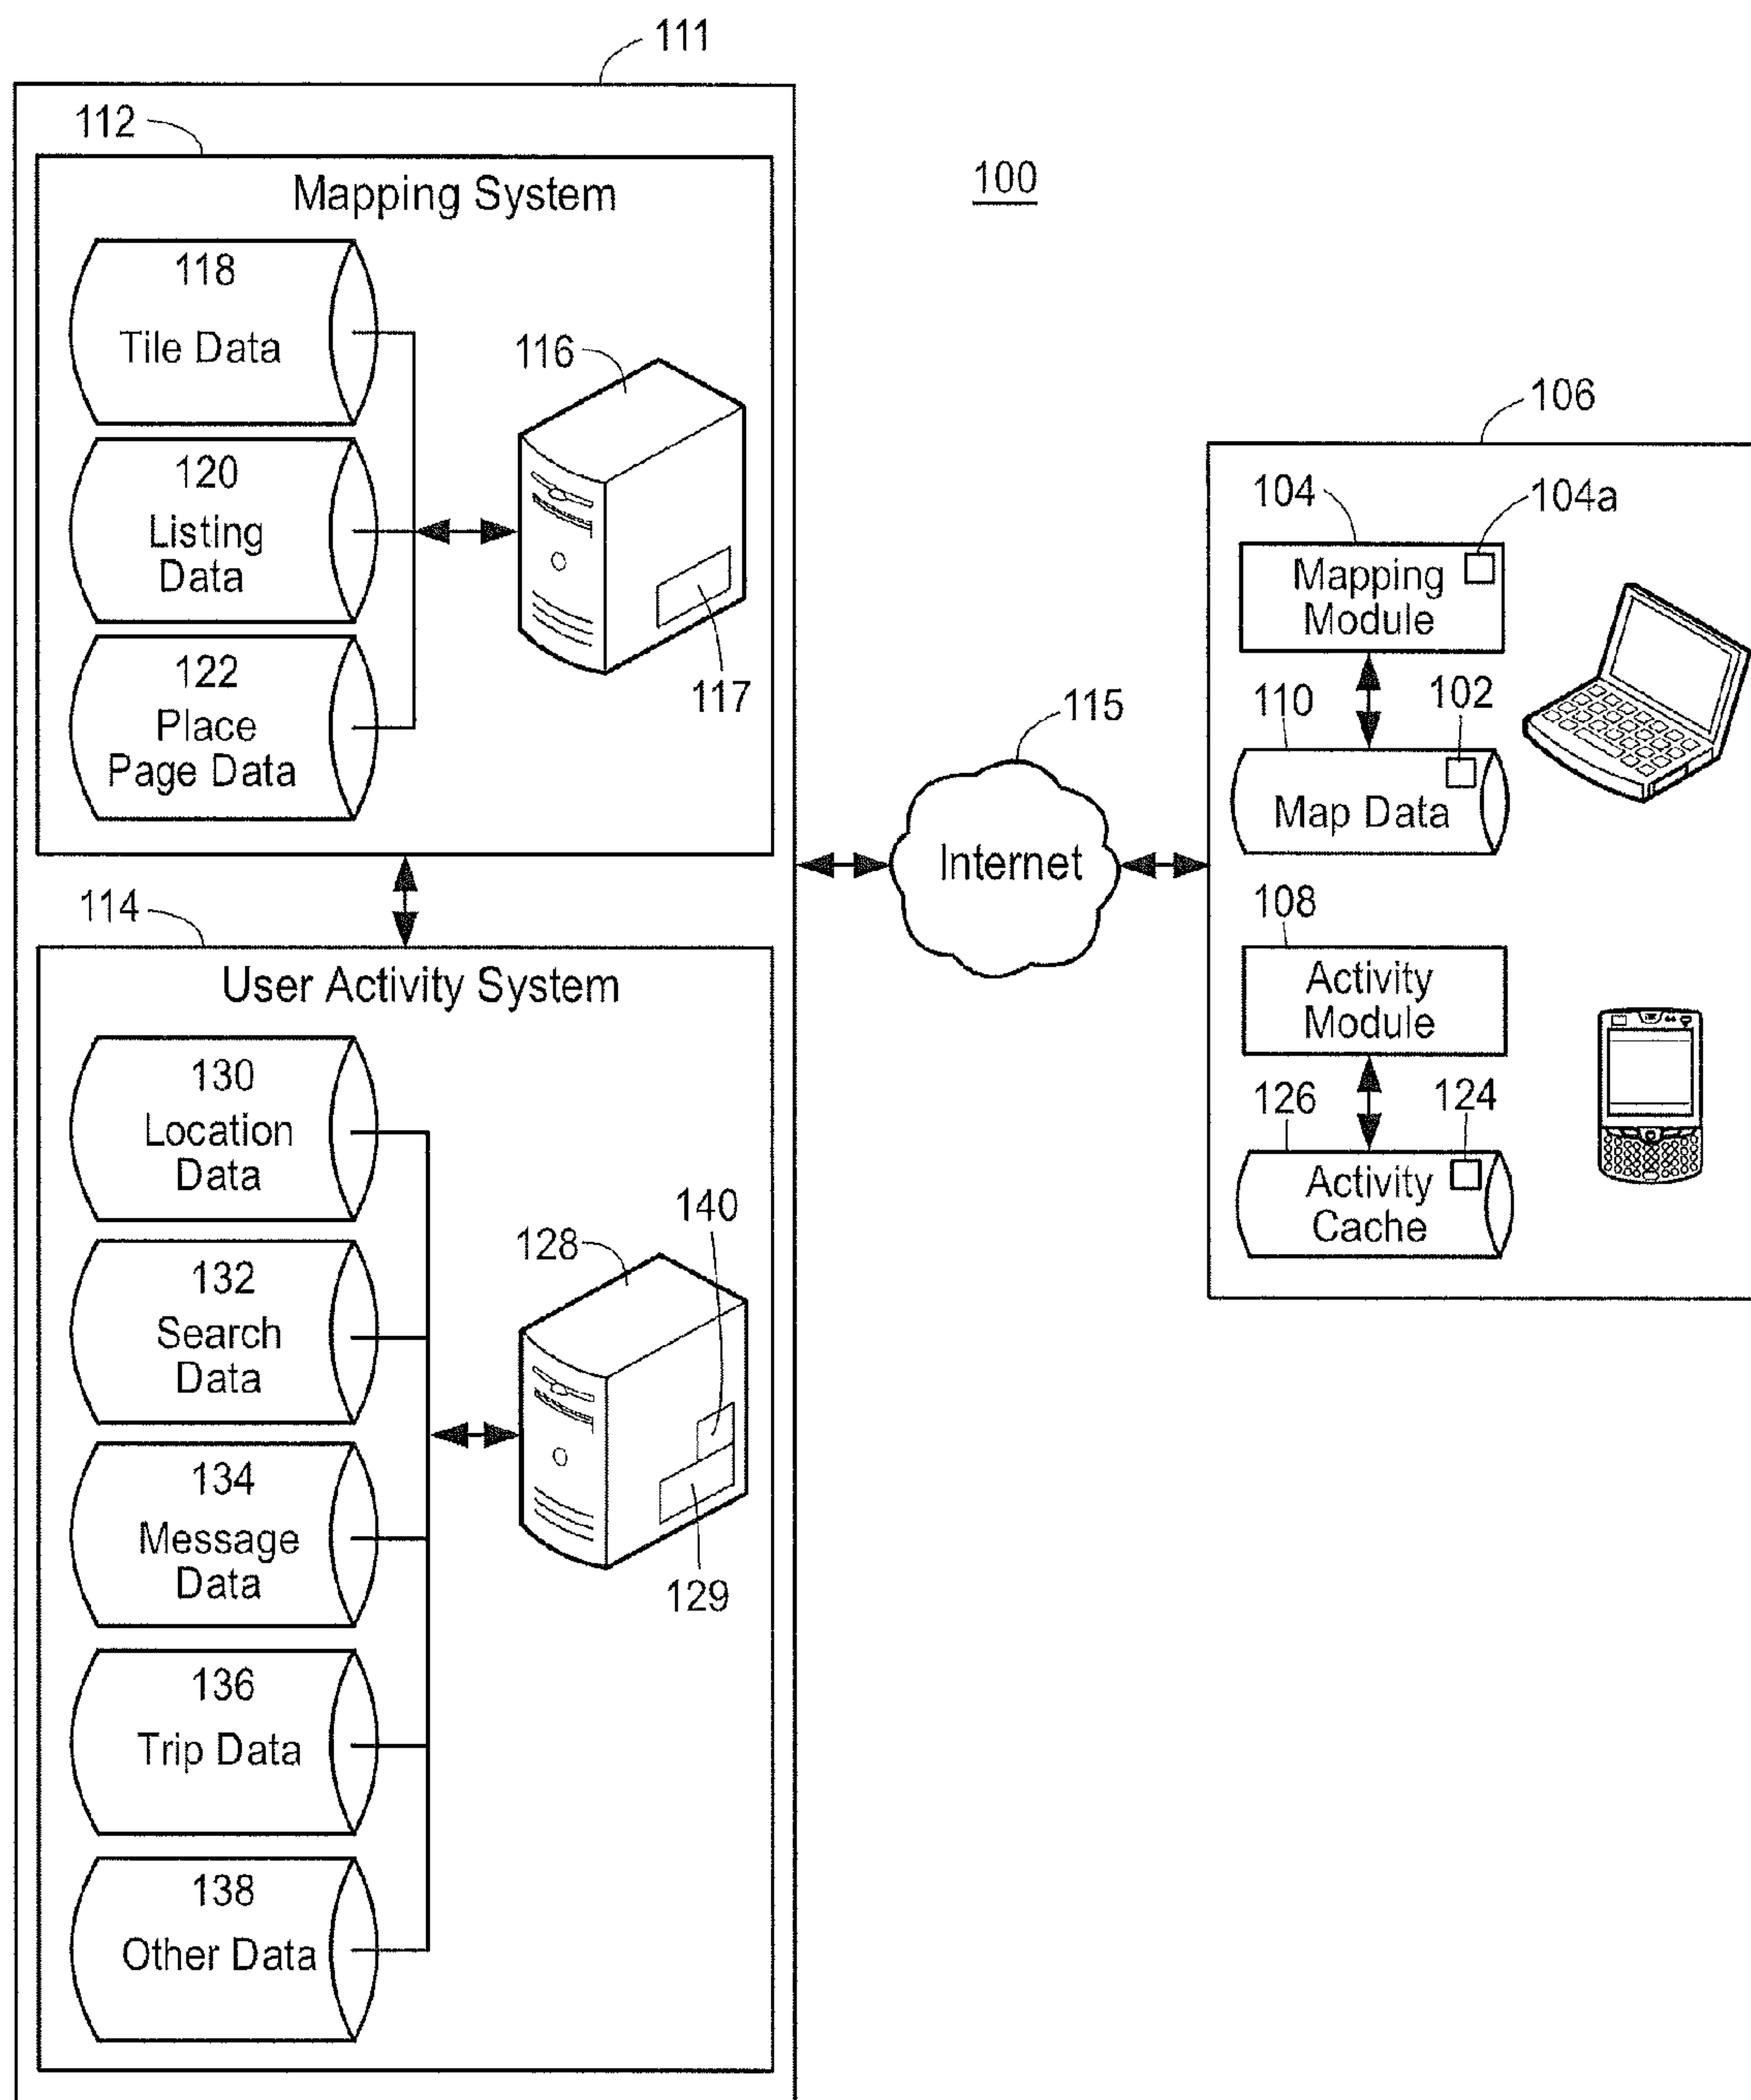 111
112
Mapping System
100
118
Tile Data
116
120
Listing
Data
117
122
Place
Page Data
106
104
104a
Mapping
Module
110
102
Map Data
115
Internet
108
Activity
Module
126
124
Activity
Cache
114
User Activity System
130
Location
Data
140
128
132
Search
Data
134
Message
Data
129
136
Trip Data
138
Other Data